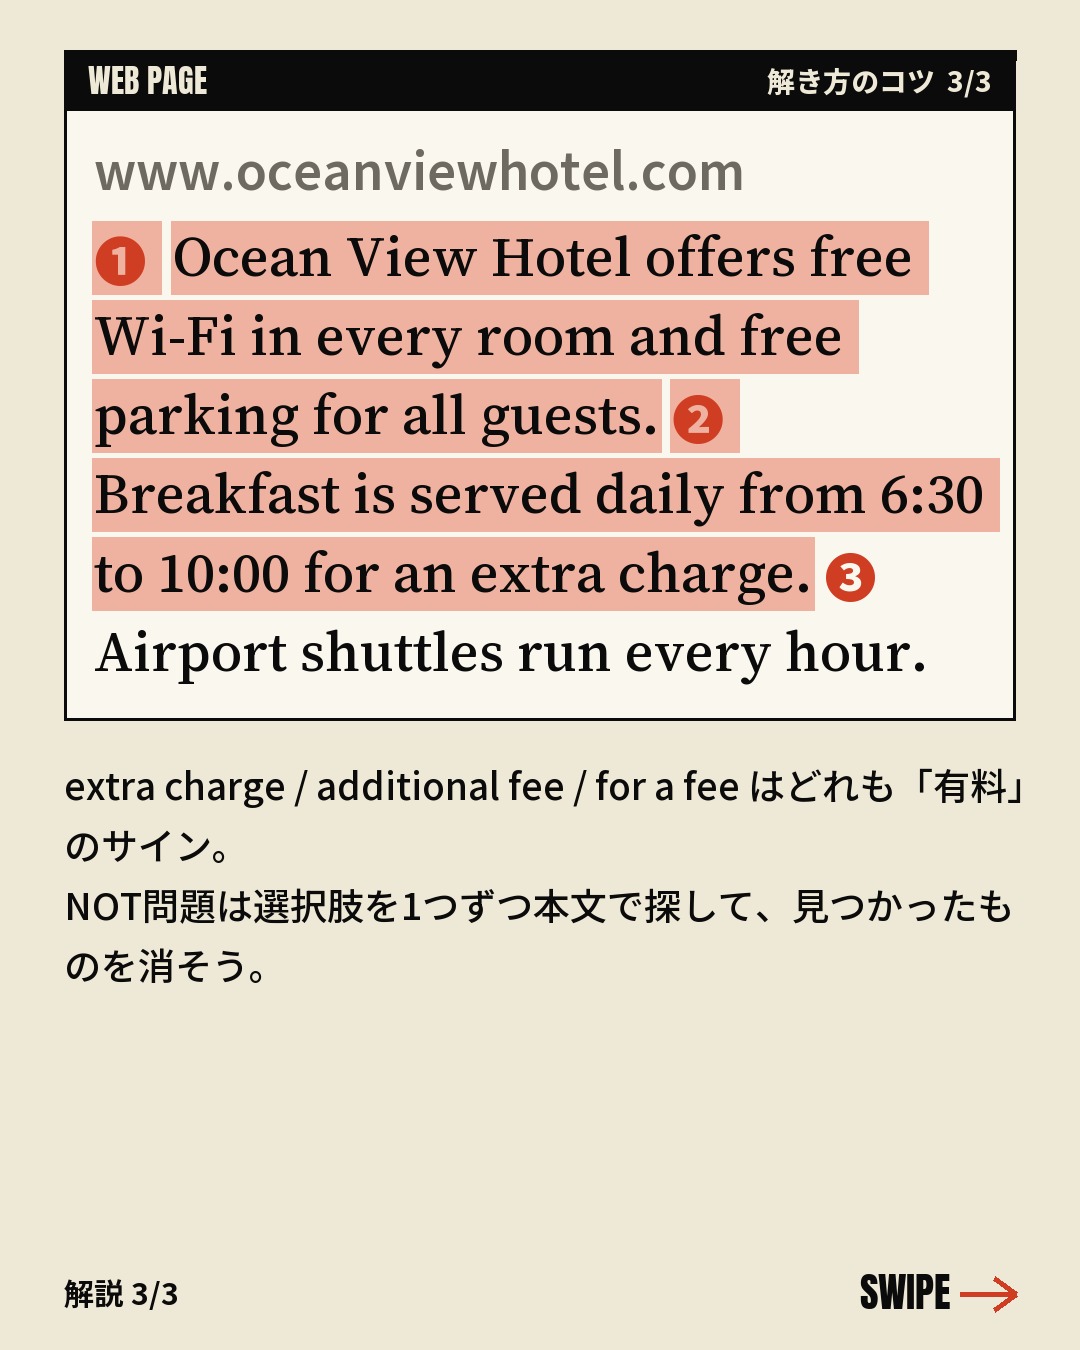 WEB PAGE
解き方のコツ 3/3
www.oceanviewhotel.com
❶ Ocean View Hotel offers free
Wi-Fi in every room and free
parking for all guests. ❷
Breakfast is served daily from 6:30
to 10:00 for an extra charge. ❸
Airport shuttles run every hour.
extra charge / additional fee / for a fee はどれも「有料」
のサイン。
NOT問題は選択肢を1つずつ本文で探して、見つかったも
のを消そう。
解説 3/3
SWIPE